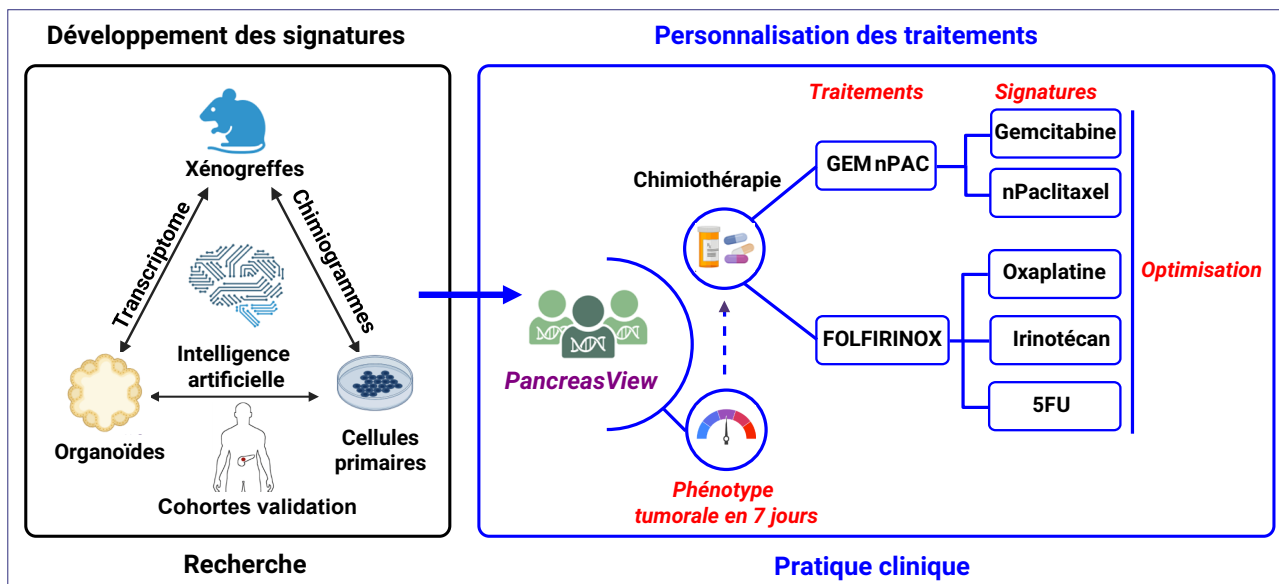 Développement des signatures
Xénogreffes
Transcriptome
Chimiogrammes
Intelligence
artificielle
Organoïdes
Cellules
primaires
Cohortes validation
Recherche
Personnalisation des traitements
Traitements
Signatures
Chimiothérapie
GEM nPAC
Gemcitabine
nPaclitaxel
FOLFIRINOX
Oxaplatine
Irinotécan
5FU
Optimisation
PancreasView
Phénotype
tumorale en 7 jours
Pratique clinique